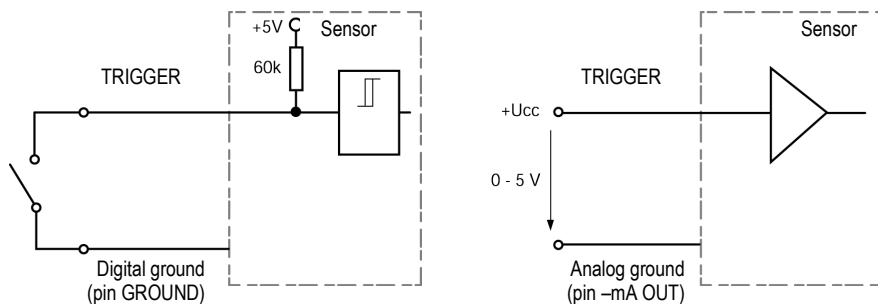 +5V
Sensor
60k
TRIGGER
Digital ground
(pin GROUND)
Sensor
TRIGGER
+Ucc
0 - 5 V
Analog ground
(pin –mA OUT)